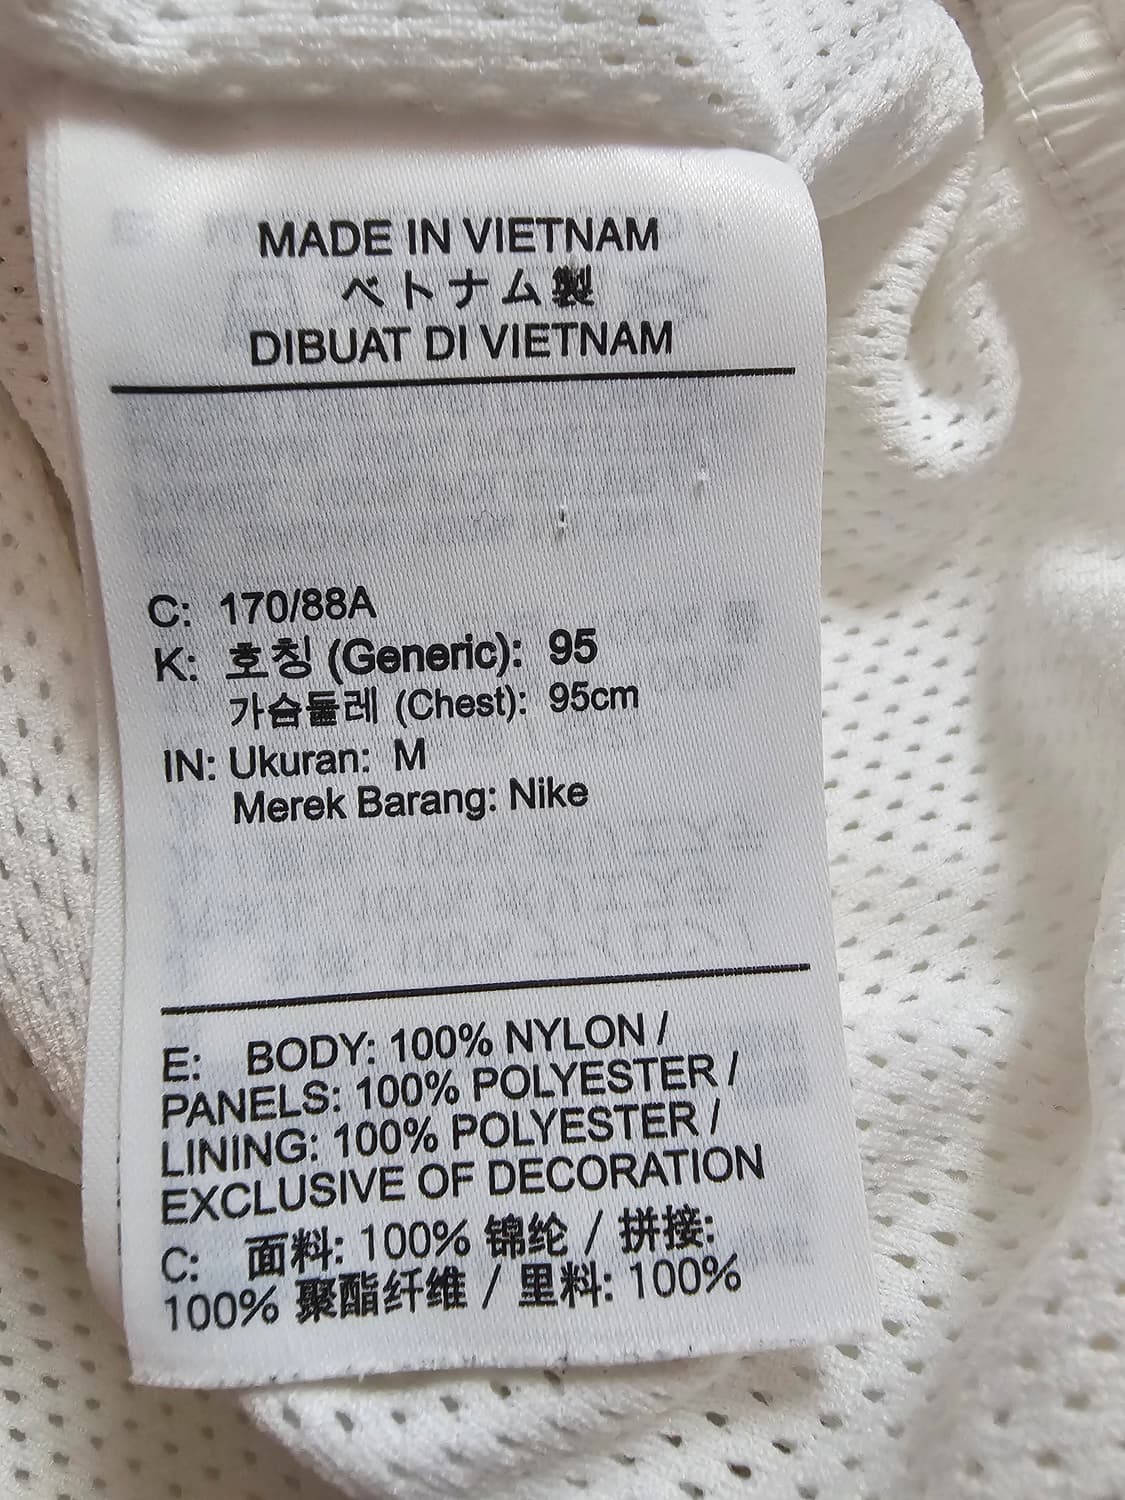 MADE IN VIETNAM
ベトナム製
DIBUAT DI VIETNAM
C: 170/88A
K: 호칭 (Generic): 95
가슴둘레 (Chest): 95cm
IN: Ukuran: M
Merek Barang: Nike
E: BODY: 100% NYLON /
PANELS: 100% POLYESTER /
LINING: 100% POLYESTER /
EXCLUSIVE OF DECORATION
C: 面料: 100% 锦纶 / 拼接:
100% 聚酯纤维 / 里料: 100%